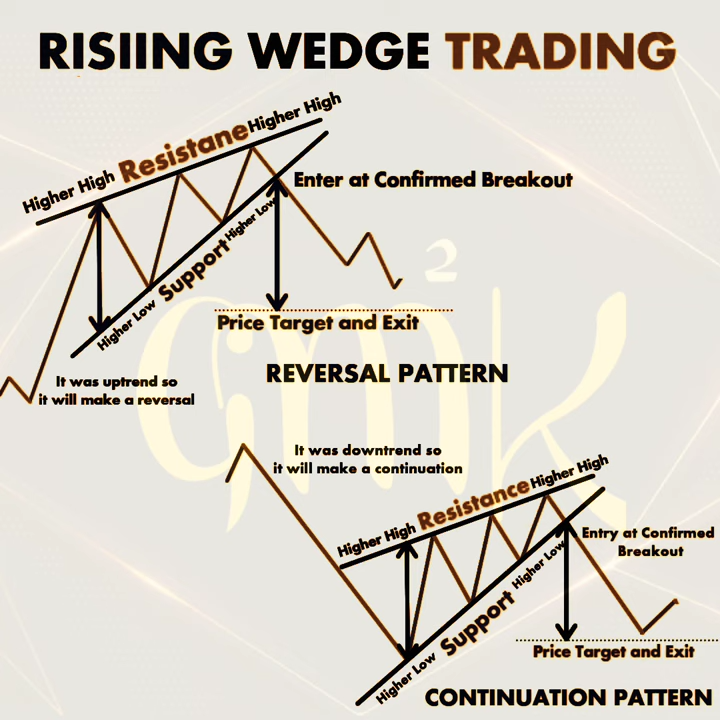 RISIING WEDGE TRADING
Higher High Resistane Higher High
Enter at Confirmed Breakout
Higher Low Support Higher Low
Price Target and Exit
It was uptrend so
it will make a reversal
REVERSAL PATTERN
It was downtrend so
it will make a continuation
Higher High Resistance Higher High
Entry at Confirmed
Breakout
Higher Low Support Higher Low
Price Target and Exit
CONTINUATION PATTERN
gmk 2